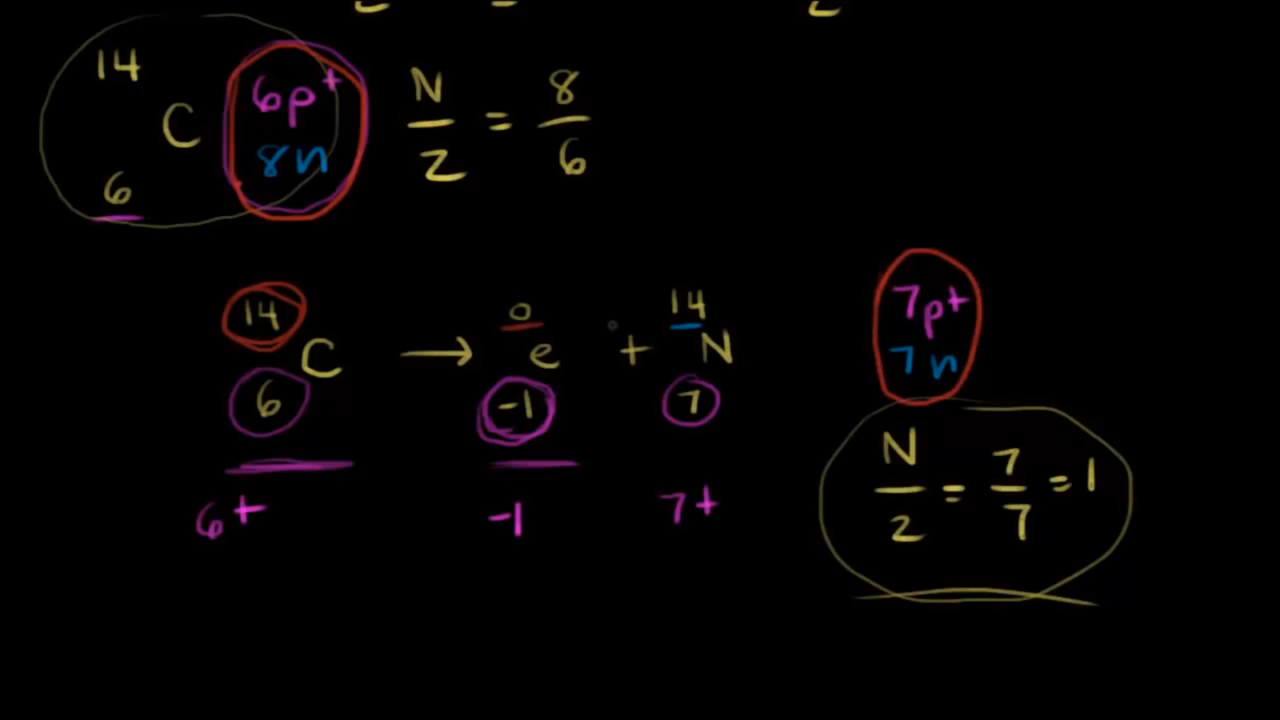 14
C 6p+ N/Z = 8/6
8n
6
14 C → 0 e + 14 N
6 -1 7
6+ -1 7+
7p+
7n
N/Z = 7/7 = 1